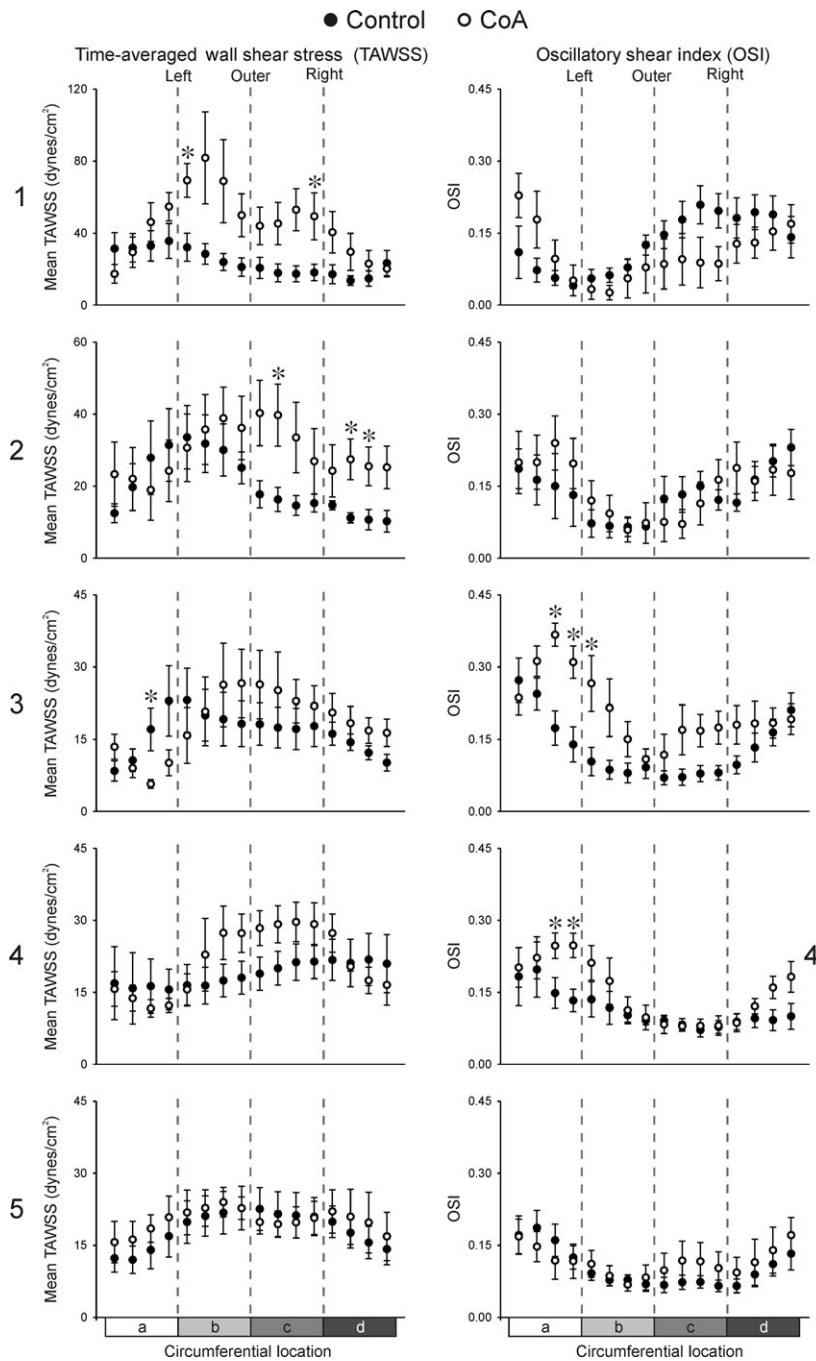 ● Control ○ CoA
Time-averaged wall shear stress (TAWSS)
Oscillatory shear index (OSI)
Left Outer Right
Left Outer Right
1
Mean TAWSS (dynes/cm²)
120
80
40
0
* *
OSI
0.45
0.30
0.15
0.00
2
Mean TAWSS (dynes/cm²)
60
40
20
0
* * *
OSI
0.45
0.30
0.15
0.00
3
Mean TAWSS (dynes/cm²)
45
30
15
0
*
OSI
0.45
0.30
0.15
0.00
* * *
4
Mean TAWSS (dynes/cm²)
45
30
15
0
OSI
0.45
0.30
0.15
0.00
* *
4
5
Mean TAWSS (dynes/cm²)
45
30
15
0
OSI
0.45
0.30
0.15
0.00
a b c d
a b c d
Circumferential location
Circumferential location